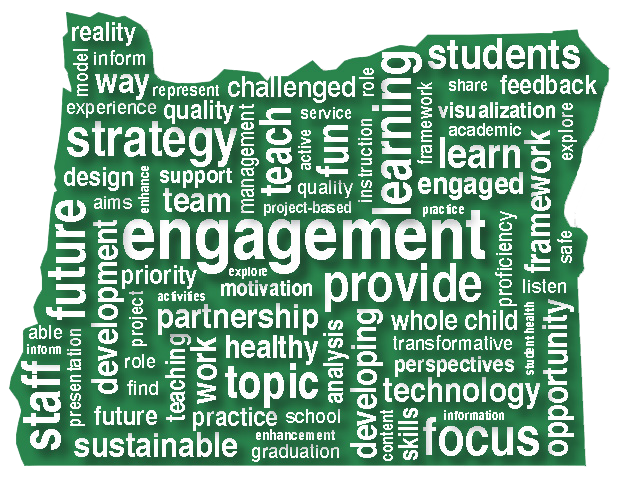 reality
model
inform
way
represent
challenged
role
learning
students
share
feedback
experience
quality
management
teach
service
active
fun
instruction
framework
visualization
academic
explore
strategy
learn
framework
design
enhance
support
quality
engaged
aims
team
project-based
practice
future
engagement
proficiency
safe
development
priority
explore
motivation
provide
listen
activities
project
partnership
analysis
developing
whole child
student health
opportunity
able
inform
presentation
role
teaching
work
healthy
transformative
perspectives
staff
find
topic
technology
future
practice
school
content
skills
information
focus
sustainable
enhancement
graduation